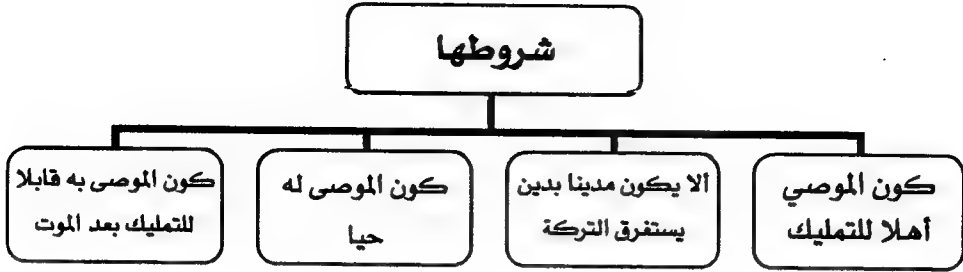 شروطها
كون الموصي
أهلا للتمليك
ألا يكون مدينا بدين
يستغرق التركة
كون الموصى له
حيا
كون الموصى به قابلا
للتمليك بعد الموت